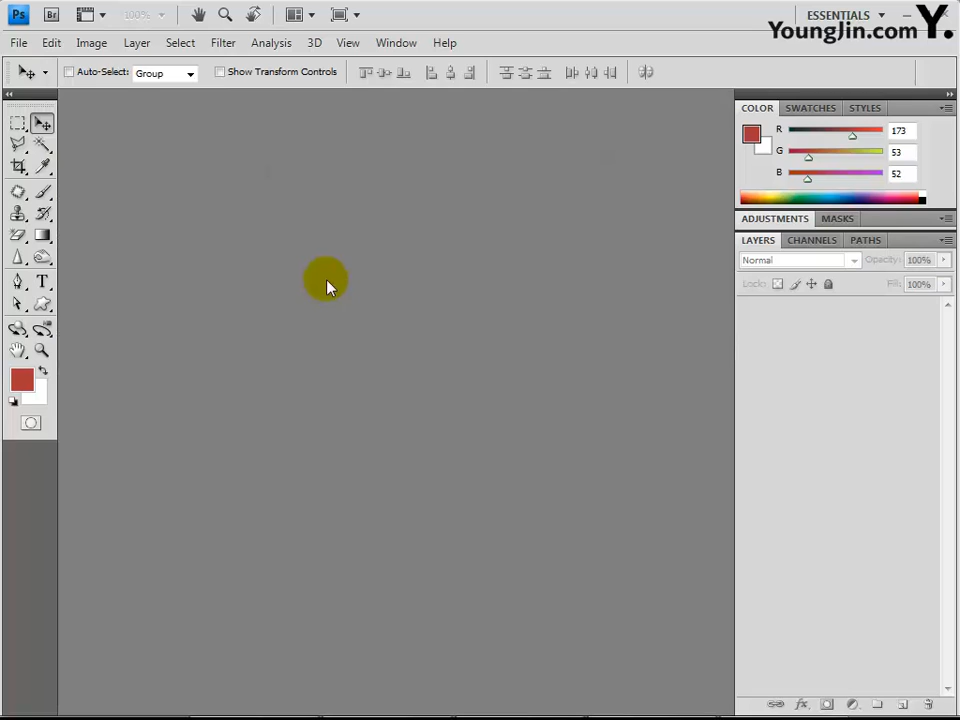 Ps Br 100% ESSENTIALS
YoungJin.com Y.
File Edit Image Layer Select Filter Analysis 3D View Window Help
Auto-Select: Group Show Transform Controls
COLOR SWATCHES STYLES
R 173
G 53
B 52
ADJUSTMENTS MASKS
LAYERS CHANNELS PATHS
Normal Opacity: 100%
Lock: Fill: 100%
T
fx